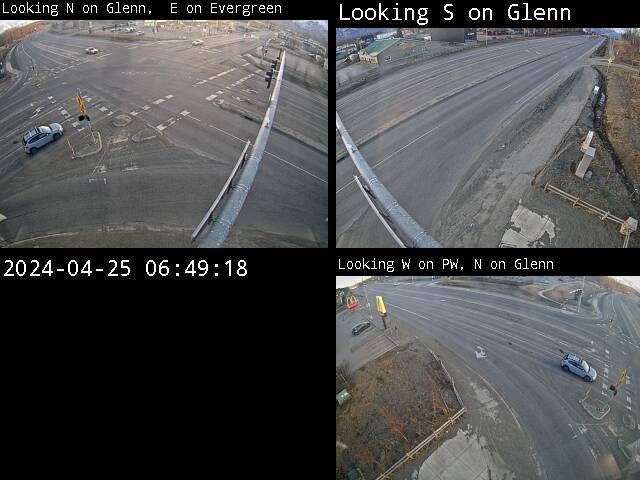 Looking N on Glenn, E on Evergreen
Looking S on Glenn
2024-04-25 06:49:18
Looking W on PW, N on Glenn